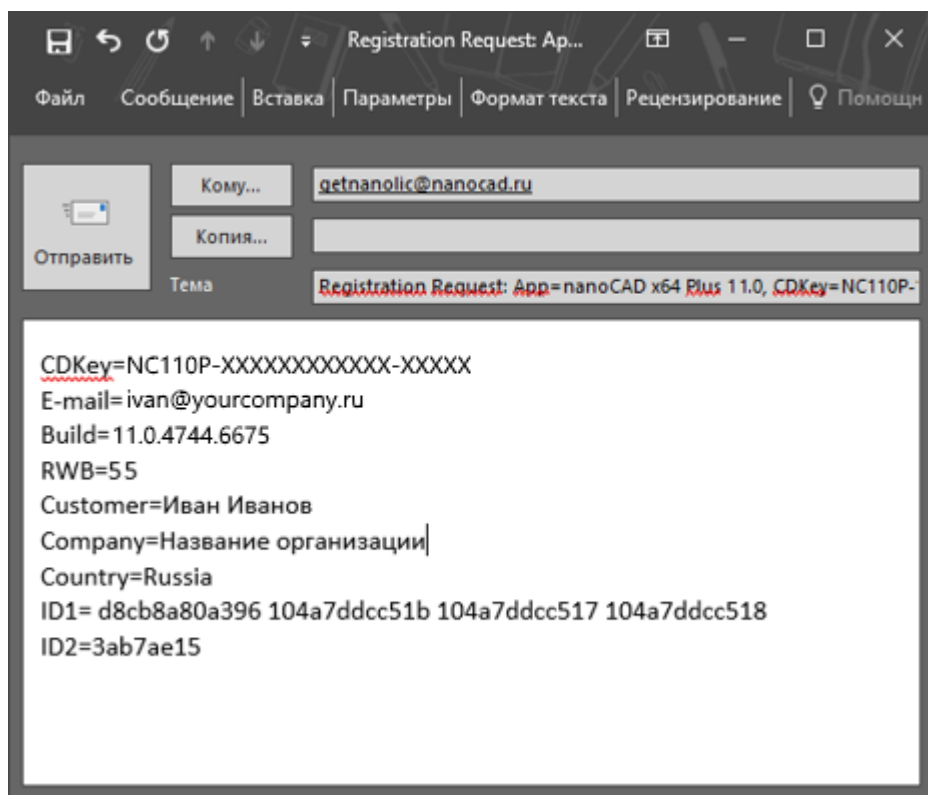 Registration Request: Ap...
Файл Сообщение Вставка Параметры Формат текста Рецензирование Помощн
Кому... getnanolic@nanocad.ru
Копия...
Отправить
Тема Registration Request: App=nanoCAD x64 Plus 11.0, CDKey=NC110P-
CDKey=NC110P-XXXXXXXXXXXX-XXXXX
E-mail= ivan@yourcompany.ru
Build= 11.0.4744.6675
RWB=55
Customer=Иван Иванов
Company=Название организации
Country=Russia
ID1= d8cb8a80a396 104a7ddcc51b 104a7ddcc517 104a7ddcc518
ID2=3ab7ae15